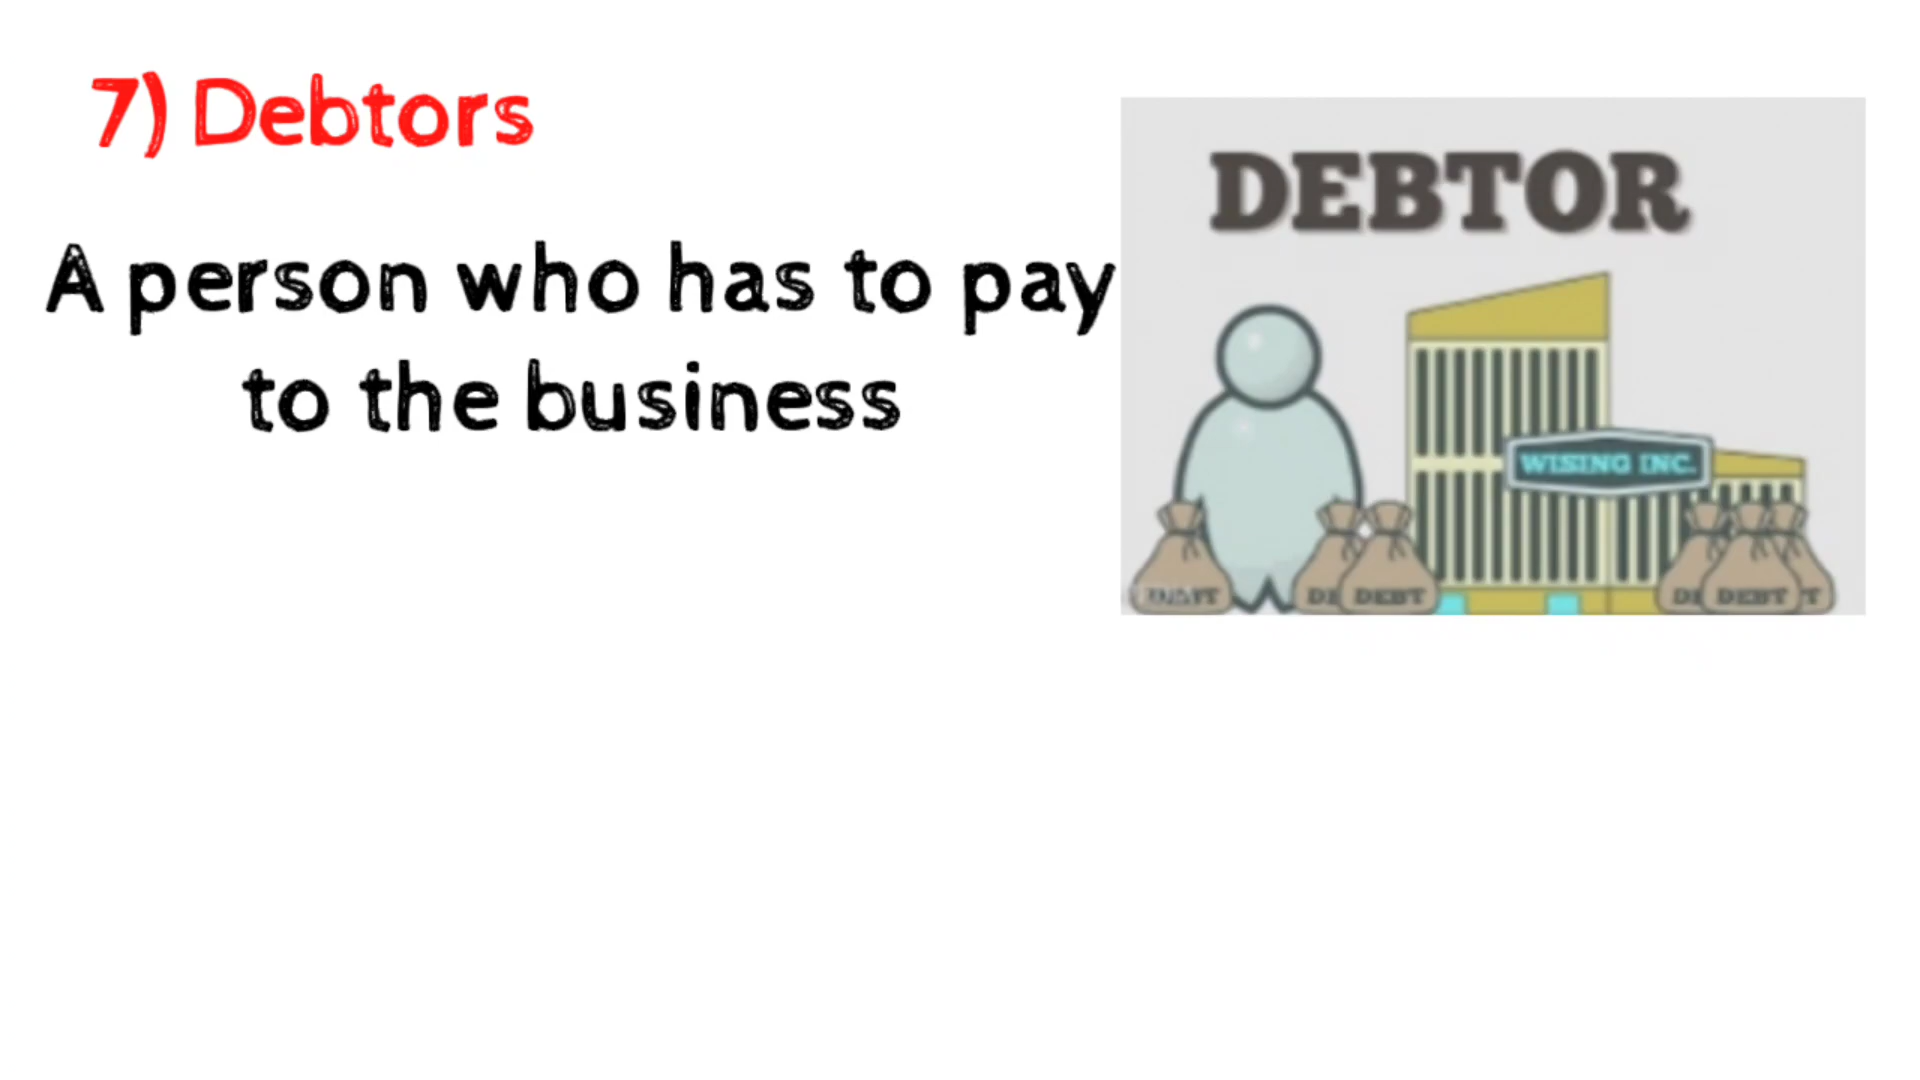 7) Debtors
A person who has to pay
to the business
DEBTOR
WISING INC.
DEBT
DEBT